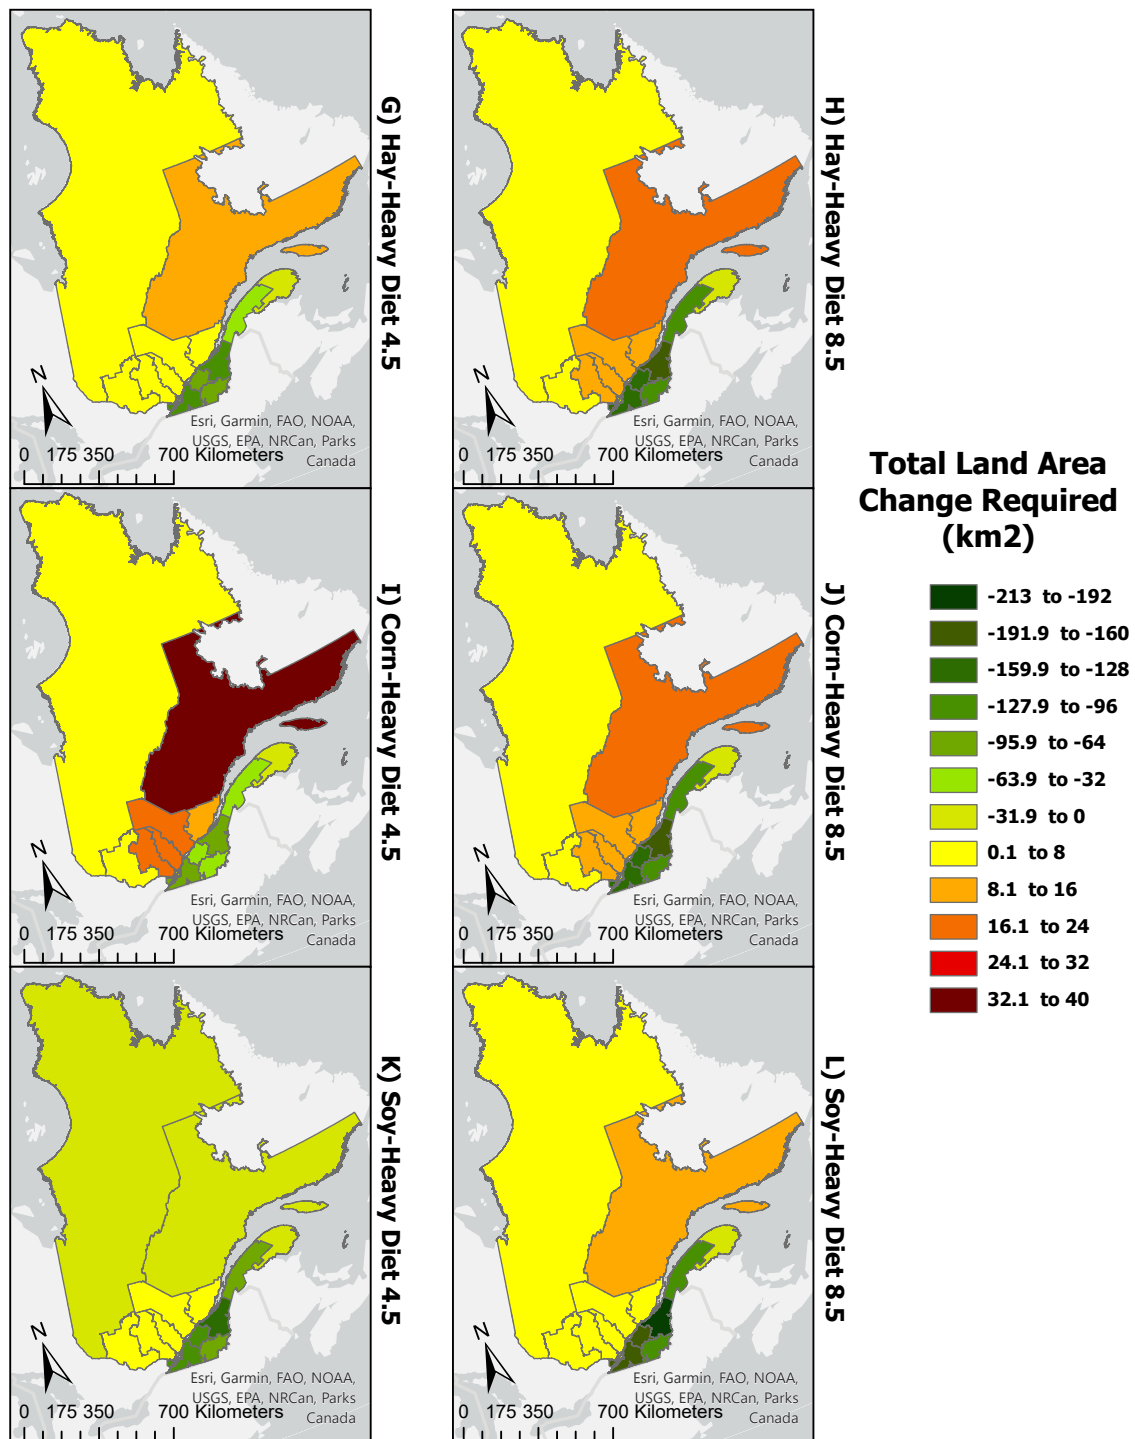 G) Hay-Heavy Diet 4.5
N
Esri, Garmin, FAO, NOAA,
USGS, EPA, NRCan, Parks
Canada
0 175 350 700 Kilometers
H) Hay-Heavy Diet 8.5
N
Esri, Garmin, FAO, NOAA,
USGS, EPA, NRCan, Parks
Canada
0 175 350 700 Kilometers
I) Corn-Heavy Diet 4.5
N
Esri, Garmin, FAO, NOAA,
USGS, EPA, NRCan, Parks
Canada
0 175 350 700 Kilometers
J) Corn-Heavy Diet 8.5
N
Esri, Garmin, FAO, NOAA,
USGS, EPA, NRCan, Parks
Canada
0 175 350 700 Kilometers
K) Soy-Heavy Diet 4.5
N
Esri, Garmin, FAO, NOAA,
USGS, EPA, NRCan, Parks
Canada
0 175 350 700 Kilometers
L) Soy-Heavy Diet 8.5
N
Esri, Garmin, FAO, NOAA,
USGS, EPA, NRCan, Parks
Canada
0 175 350 700 Kilometers
Total Land Area
Change Required
(km2)
-213 to -192
-191.9 to -160
-159.9 to -128
-127.9 to -96
-95.9 to -64
-63.9 to -32
-31.9 to 0
0.1 to 8
8.1 to 16
16.1 to 24
24.1 to 32
32.1 to 40